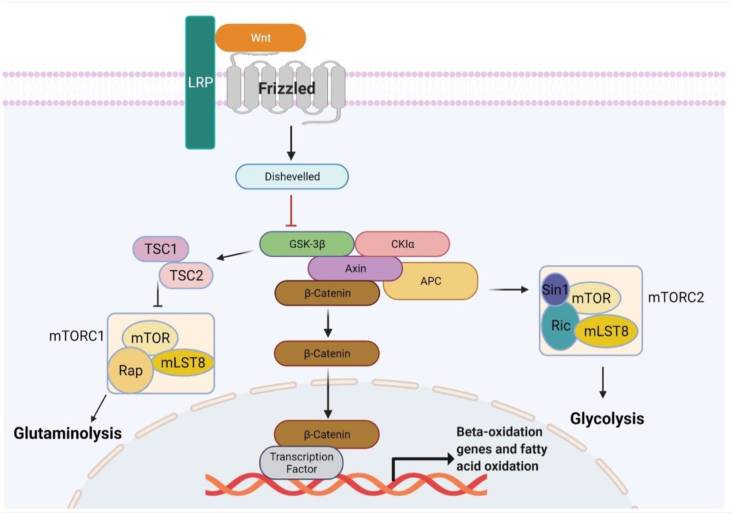 Wnt
LRP
Frizzled
Dishevelled
GSK-3β
CKIα
TSC1
Axin
TSC2
APC
β-Catenin
Sin1
mTOR
mTORC2
mTORC1
mTOR
Ric
mLST8
Rap
mLST8
β-Catenin
Glycolysis
Glutaminolysis
β-Catenin
Beta-oxidation
genes and fatty
acid oxidation
Transcription
Factor